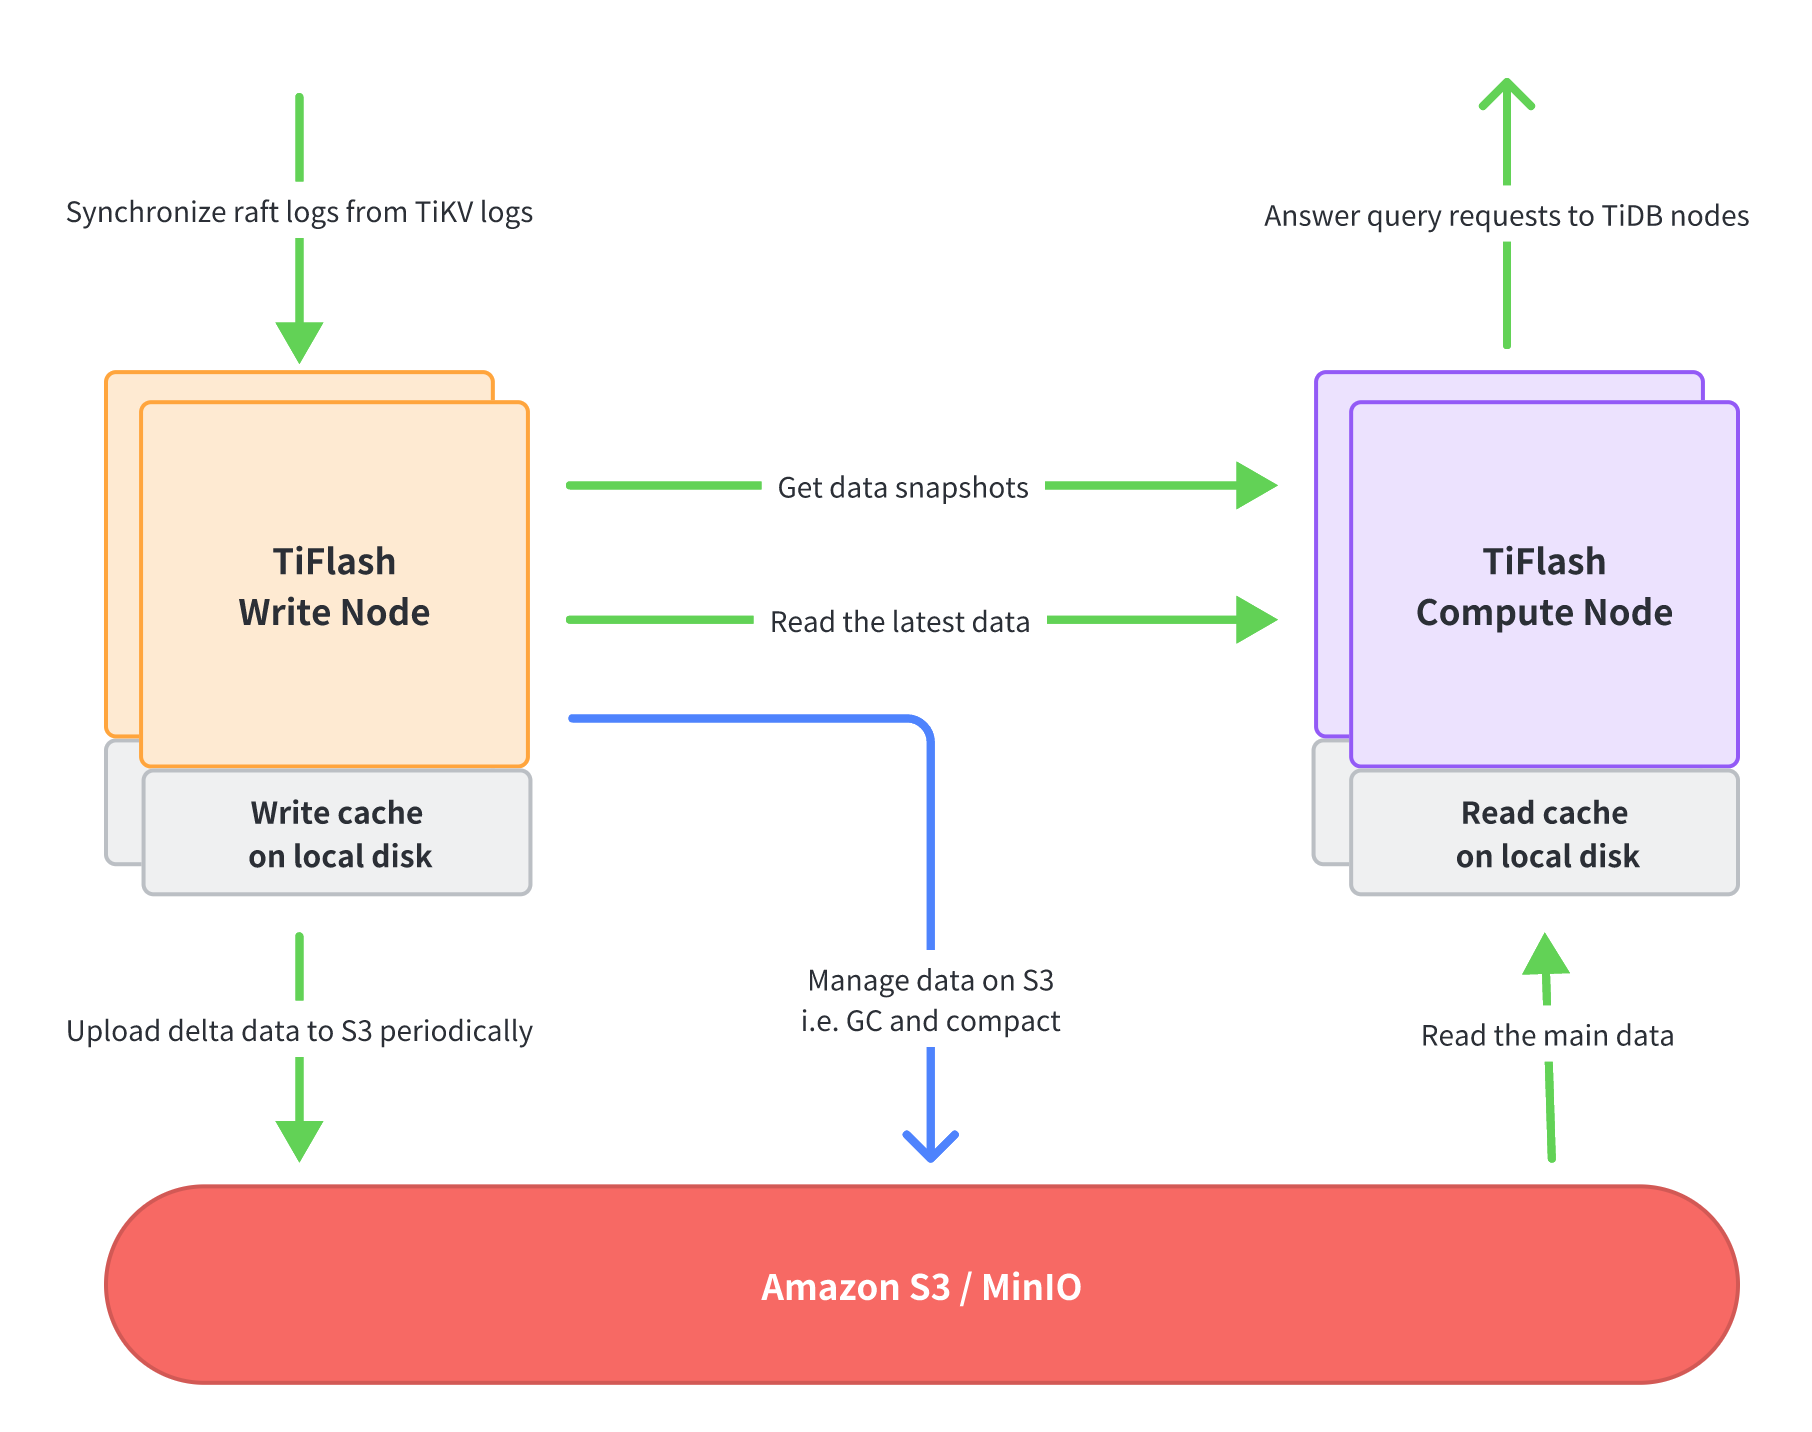 Synchronize raft logs from TiKV logs
Answer query requests to TiDB nodes
Get data snapshots
TiFlash
Write Node
TiFlash
Compute Node
Read the latest data
Write cache
on local disk
Read cache
on local disk
Manage data on S3
i.e. GC and compact
Upload delta data to S3 periodically
Read the main data
Amazon S3 / MinIO